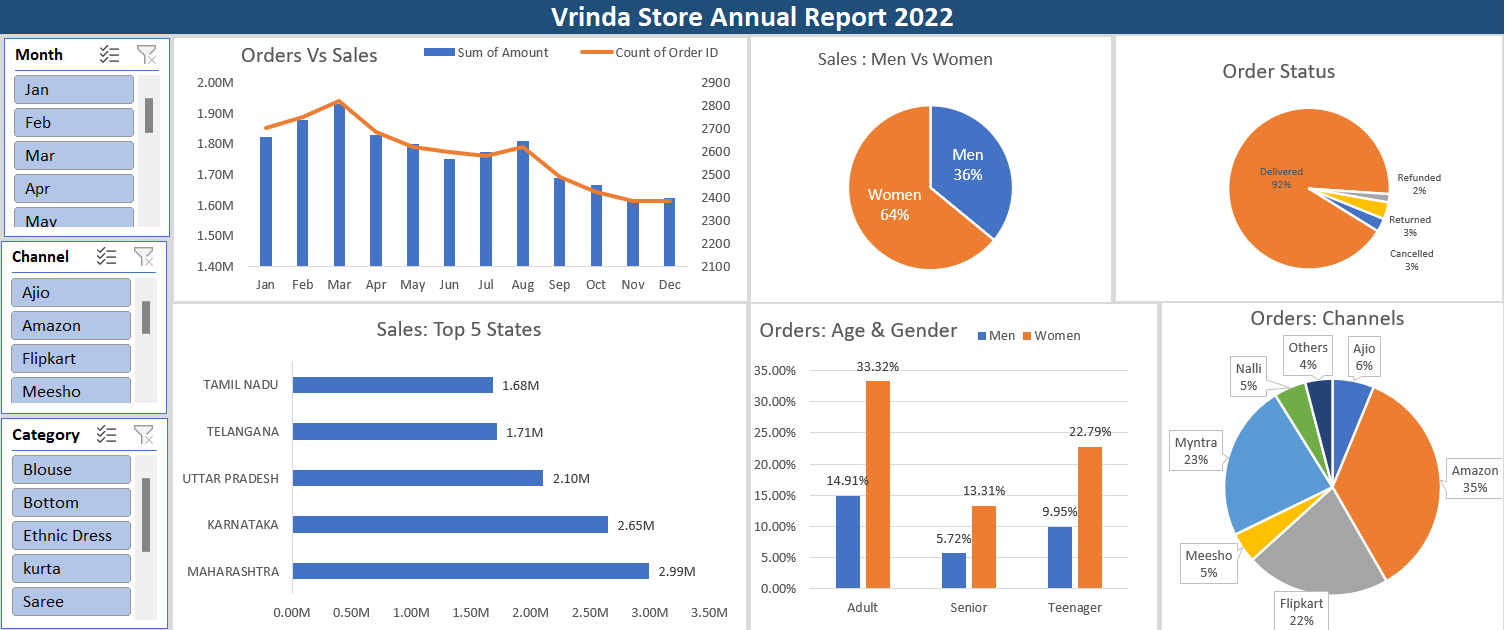 Vrinda Store Annual Report 2022
Month
Jan
Feb
Mar
Apr
May
Channel
Ajio
Amazon
Flipkart
Meesho
Category
Blouse
Bottom
Ethnic Dress
kurta
Saree
Orders Vs Sales
Sum of Amount
Count of Order ID
2.00M
1.90M
1.80M
1.70M
1.60M
1.50M
1.40M
2900
2800
2700
2600
2500
2400
2300
2200
2100
Jan Feb Mar Apr May Jun Jul Aug Sep Oct Nov Dec
Sales : Men Vs Women
Men
36%
Women
64%
Order Status
Delivered
92%
Refunded
2%
Returned
3%
Cancelled
3%
Sales: Top 5 States
TAMIL NADU 1.68M
TELANGANA 1.71M
UTTAR PRADESH 2.10M
KARNATAKA 2.65M
MAHARASHTRA 2.99M
0.00M 0.50M 1.00M 1.50M 2.00M 2.50M 3.00M 3.50M
Orders: Age & Gender
Men Women
35.00%
30.00%
25.00%
20.00%
15.00%
10.00%
5.00%
0.00%
14.91%
33.32%
5.72%
13.31%
9.95%
22.79%
Adult Senior Teenager
Orders: Channels
Others
4%
Ajio
6%
Nalli
5%
Myntra
23%
Amazon
35%
Meesho
5%
Flipkart
22%